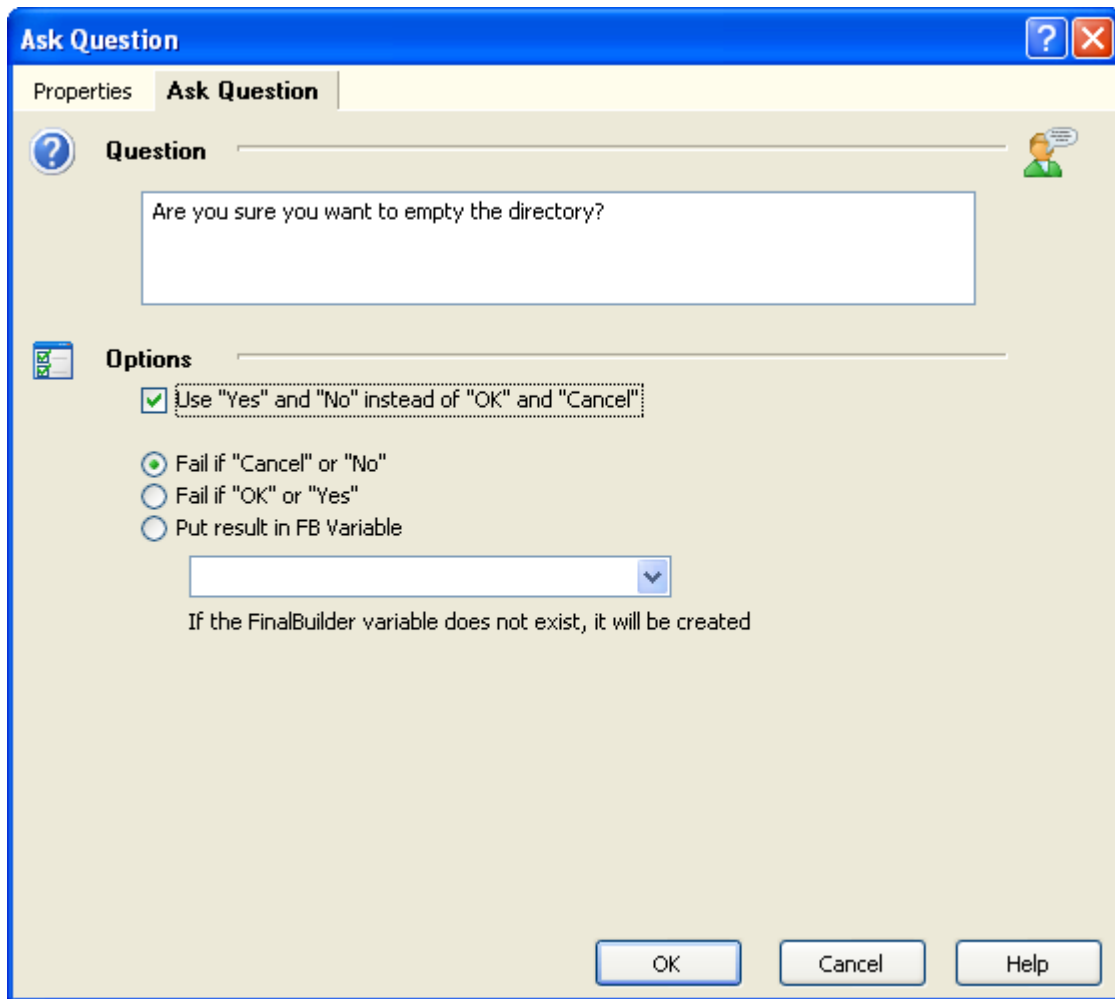 Ask Question
Properties
Ask Question
Question
Are you sure you want to empty the directory?
Options
Use "Yes" and "No" instead of "OK" and "Cancel"
Fail if "Cancel" or "No"
Fail if "OK" or "Yes"
Put result in FB Variable
If the FinalBuilder variable does not exist, it will be created
OK
Cancel
Help